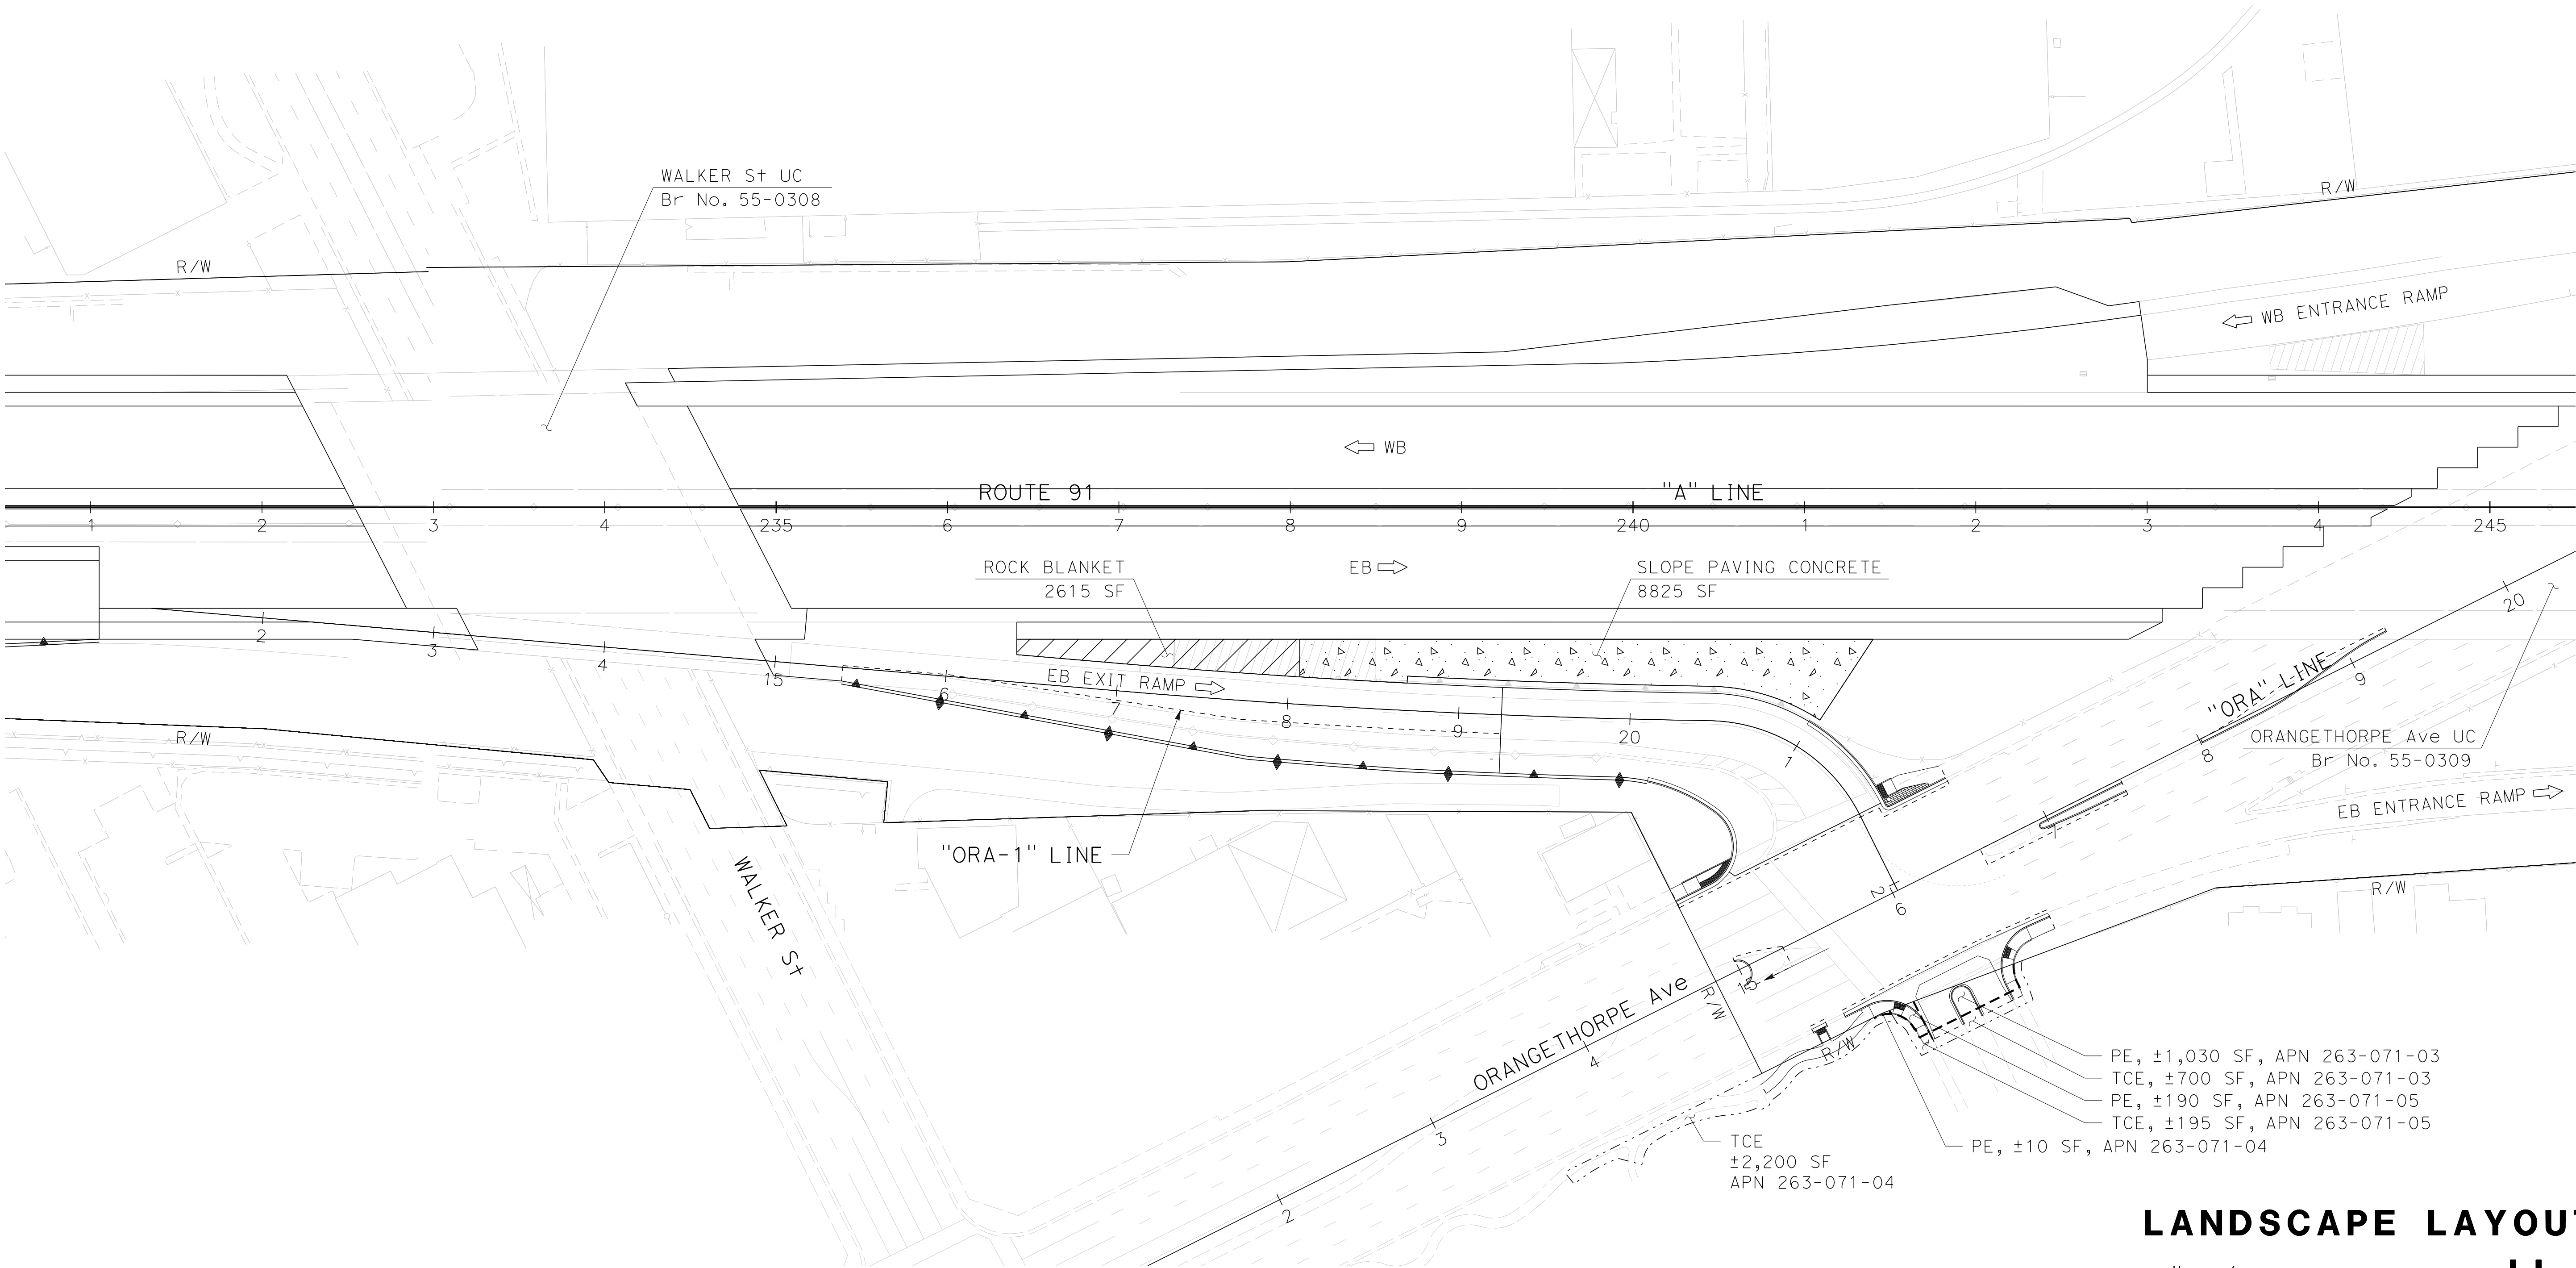 WALKER St UC
Br No. 55-0308
R/W
R/W
WB ENTRANCE RAMP
WB
ROUTE 91
"A" LINE
1 2 3 4 235 6 7 8 9 240 1 2 3 4 245
ROCK BLANKET
2615 SF
EB
SLOPE PAVING CONCRETE
8825 SF
2 3 4 15 6 7 8 9 20 1 2
EB EXIT RAMP
R/W
"ORA-1" LINE
"ORA" LINE
20
9
8
7
6
15
4
3
2
ORANGETHORPE Ave UC
Br No. 55-0309
EB ENTRANCE RAMP
R/W
WALKER St
ORANGETHORPE Ave
R/W
R/W
PE, ±1,030 SF, APN 263-071-03
TCE, ±700 SF, APN 263-071-03
PE, ±190 SF, APN 263-071-05
TCE, ±195 SF, APN 263-071-05
PE, ±10 SF, APN 263-071-04
TCE
±2,200 SF
APN 263-071-04
LANDSCAPE LAYOU